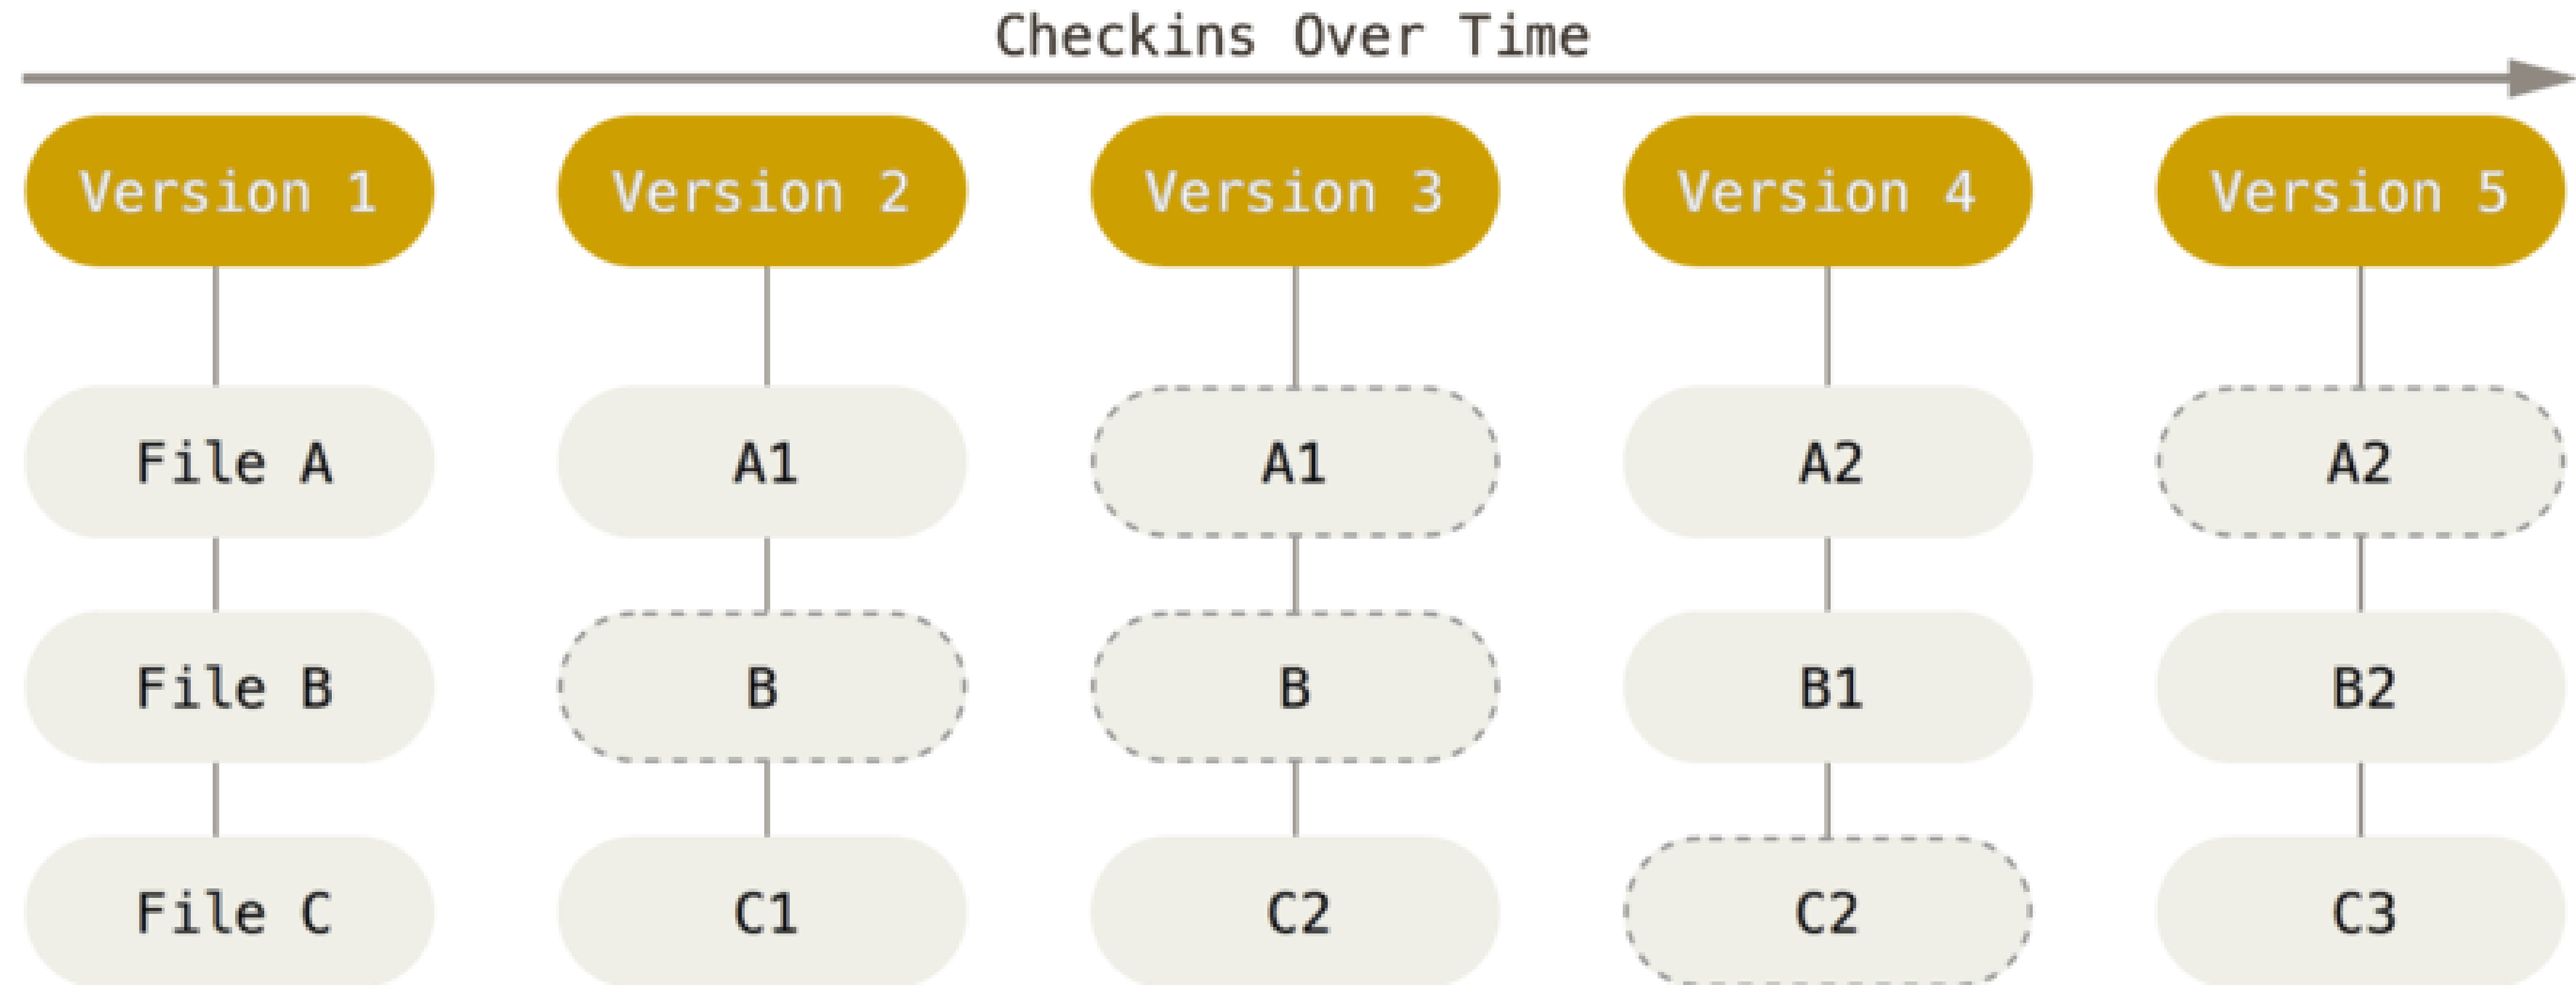 Checkins Over Time
Version 1 Version 2 Version 3 Version 4 Version 5
File A A1 A1 A2 A2
File B B B B1 B2
File C C1 C2 C2 C3